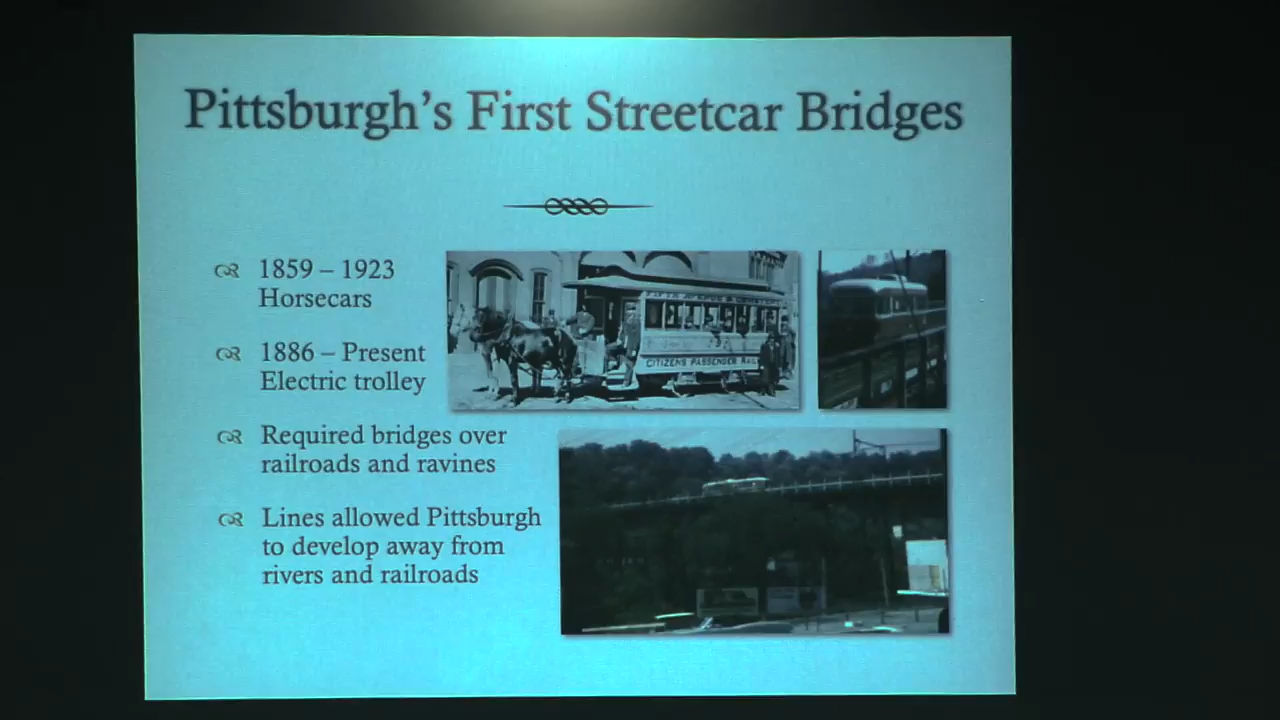 Pittsburgh's First Streetcar Bridges
1859 – 1923
Horsecars
1886 – Present
Electric trolley
Required bridges over
railroads and ravines
Lines allowed Pittsburgh
to develop away from
rivers and railroads
CITIZENS PASSENGER RAIL